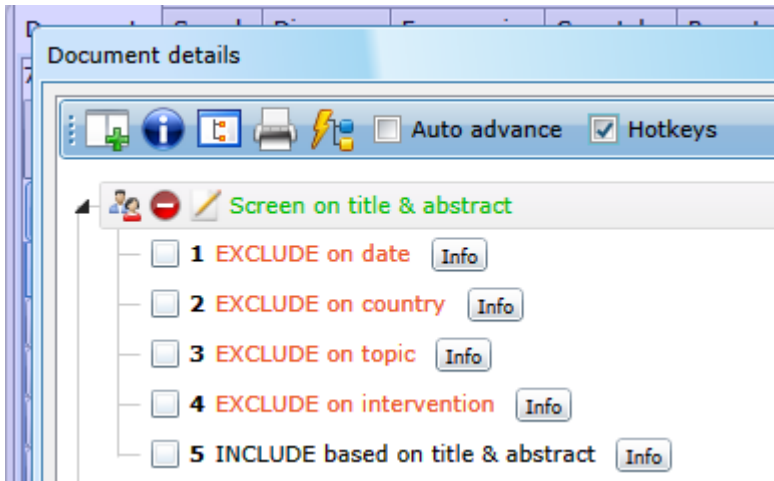 Document details
Auto advance Hotkeys
Screen on title & abstract
1 EXCLUDE on date Info
2 EXCLUDE on country Info
3 EXCLUDE on topic Info
4 EXCLUDE on intervention Info
5 INCLUDE based on title & abstract Info